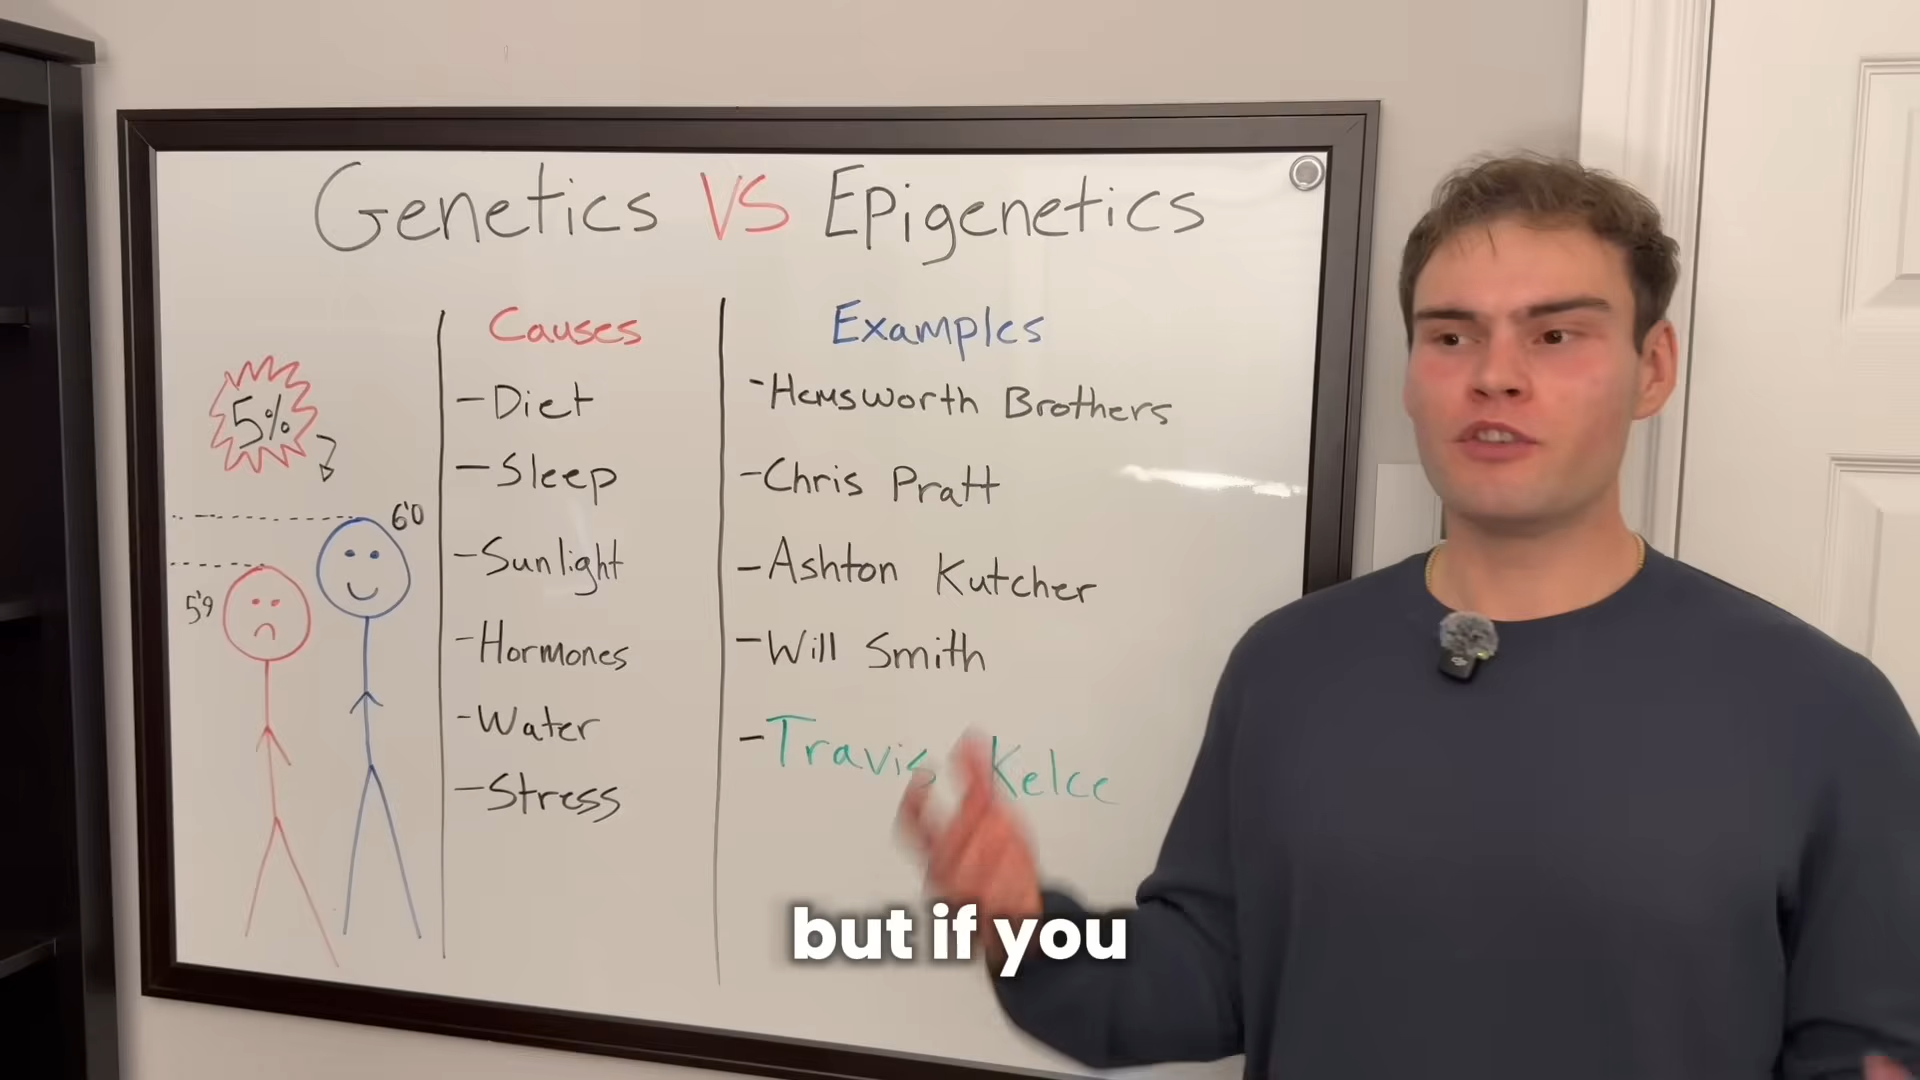 Genetics VS Epigenetics
5%
6'0
5'9
Causes
- Diet
- Sleep
- Sunlight
- Hormones
- Water
- Stress
Examples
- Hemsworth Brothers
- Chris Pratt
- Ashton Kutcher
- Will Smith
- Travis Kelce
but if you